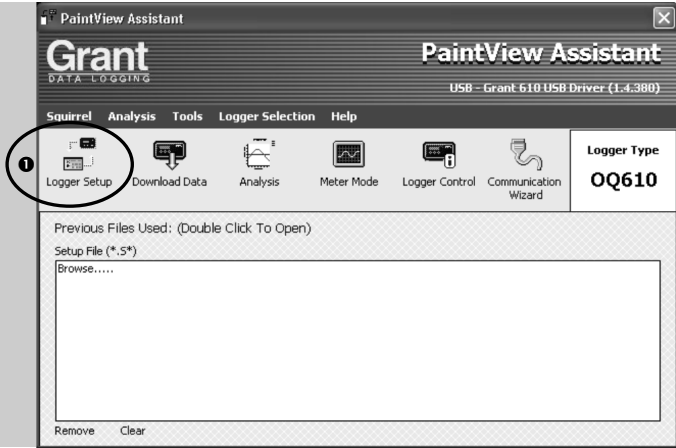 PaintView Assistant
Grant
DATA LOGGING
PaintView Assistant
USB - Grant 610 USB Driver (1.4.380)
Squirrel Analysis Tools Logger Selection Help
❶
Logger Setup Download Data Analysis Meter Mode Logger Control Communication Wizard
Logger Type
OQ610
Previous Files Used: (Double Click To Open)
Setup File (*.S*)
Browse.....
Remove Clear